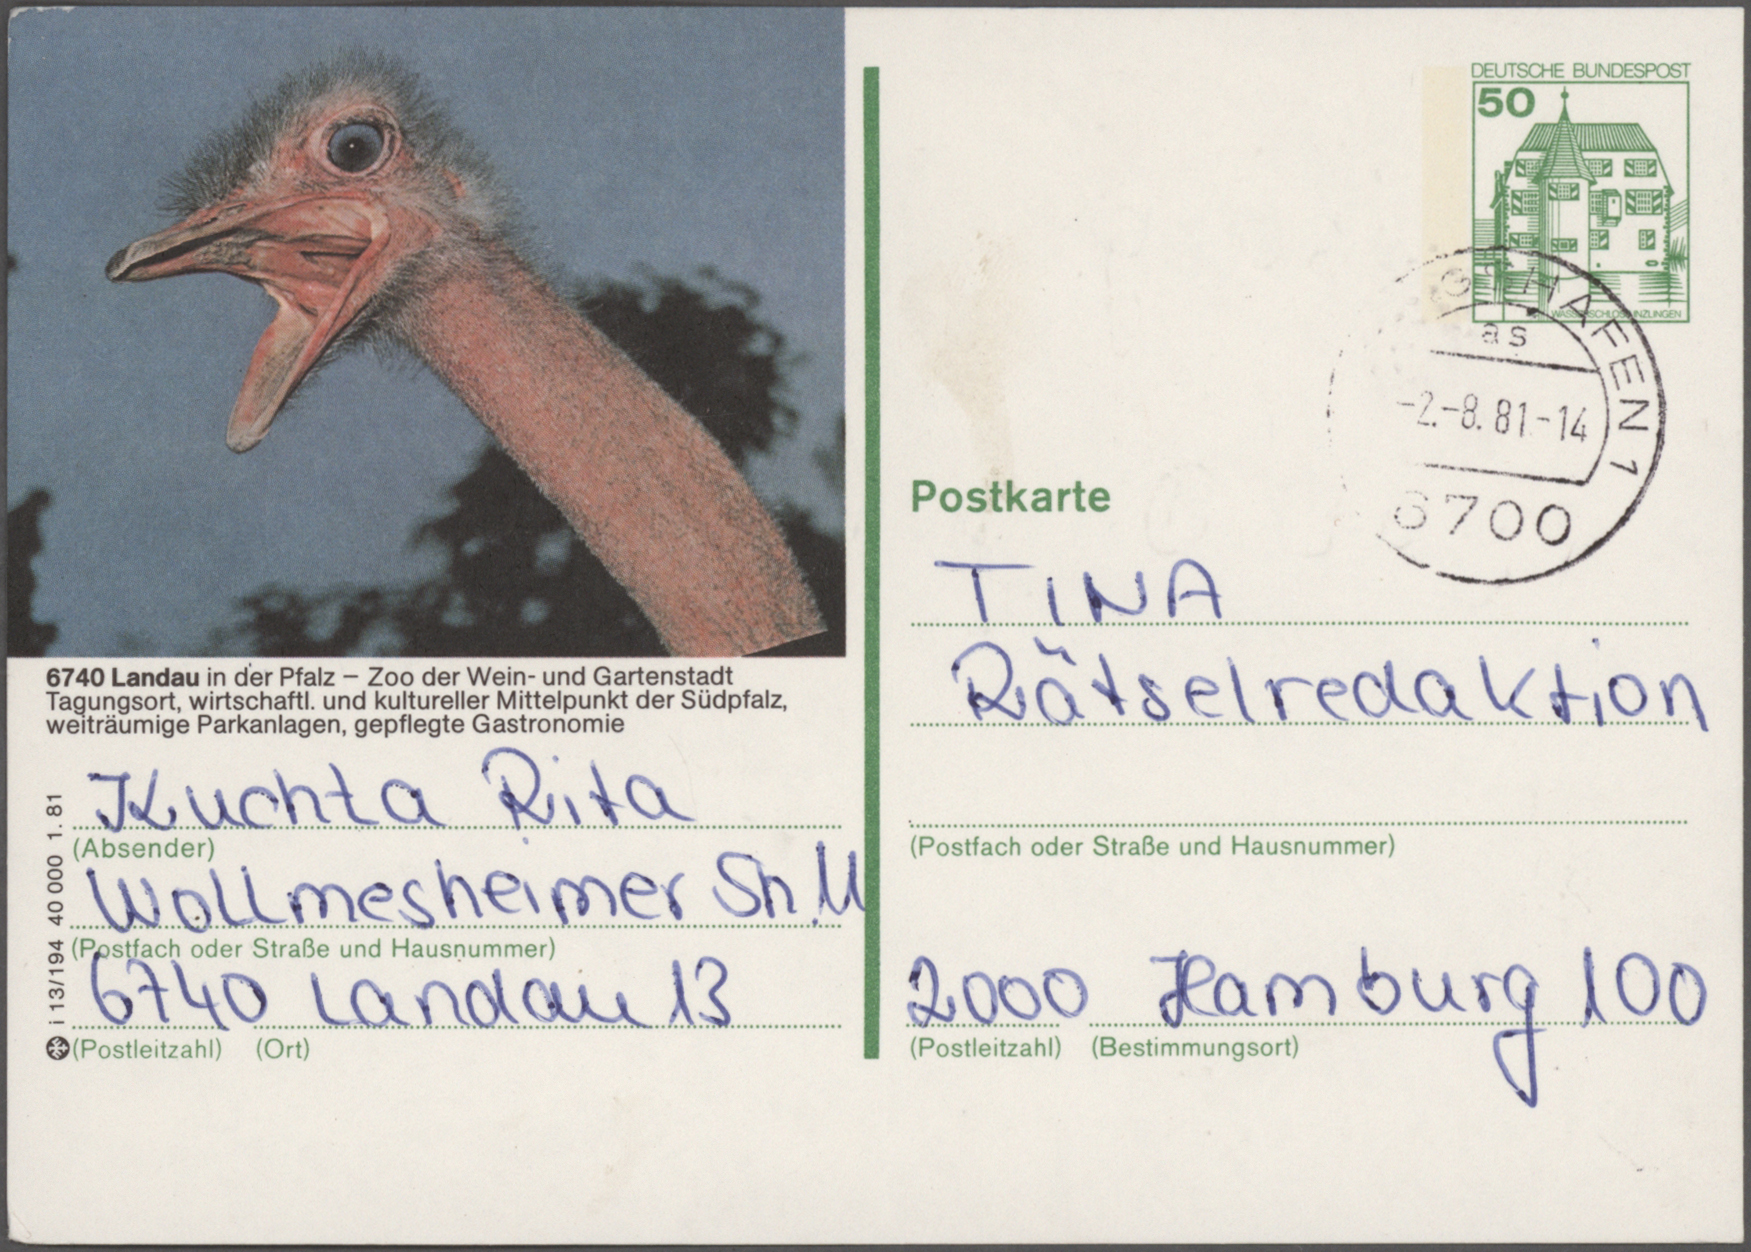 6740 Landau in der Pfalz – Zoo der Wein- und Gartenstadt
Tagungsort, wirtschaftl. und kultureller Mittelpunkt der Südpfalz,
weiträumige Parkanlagen, gepflegte Gastronomie
Kuchta Rita
(Absender)
Wollmesheimer Str.
(Postfach oder Straße und Hausnummer)
6740 Landau 13
(Postleitzahl) (Ort)
i 13/194 40 000 1.81
DEUTSCHE BUNDESPOST
50
WASSERSCHLOSS INZLINGEN
HAFEN 1
as
-2.-8.81.-14
6700
Postkarte
TINA
Rätselredaktion
(Postfach oder Straße und Hausnummer)
2000 Hamburg 100
(Postleitzahl) (Bestimmungsort)